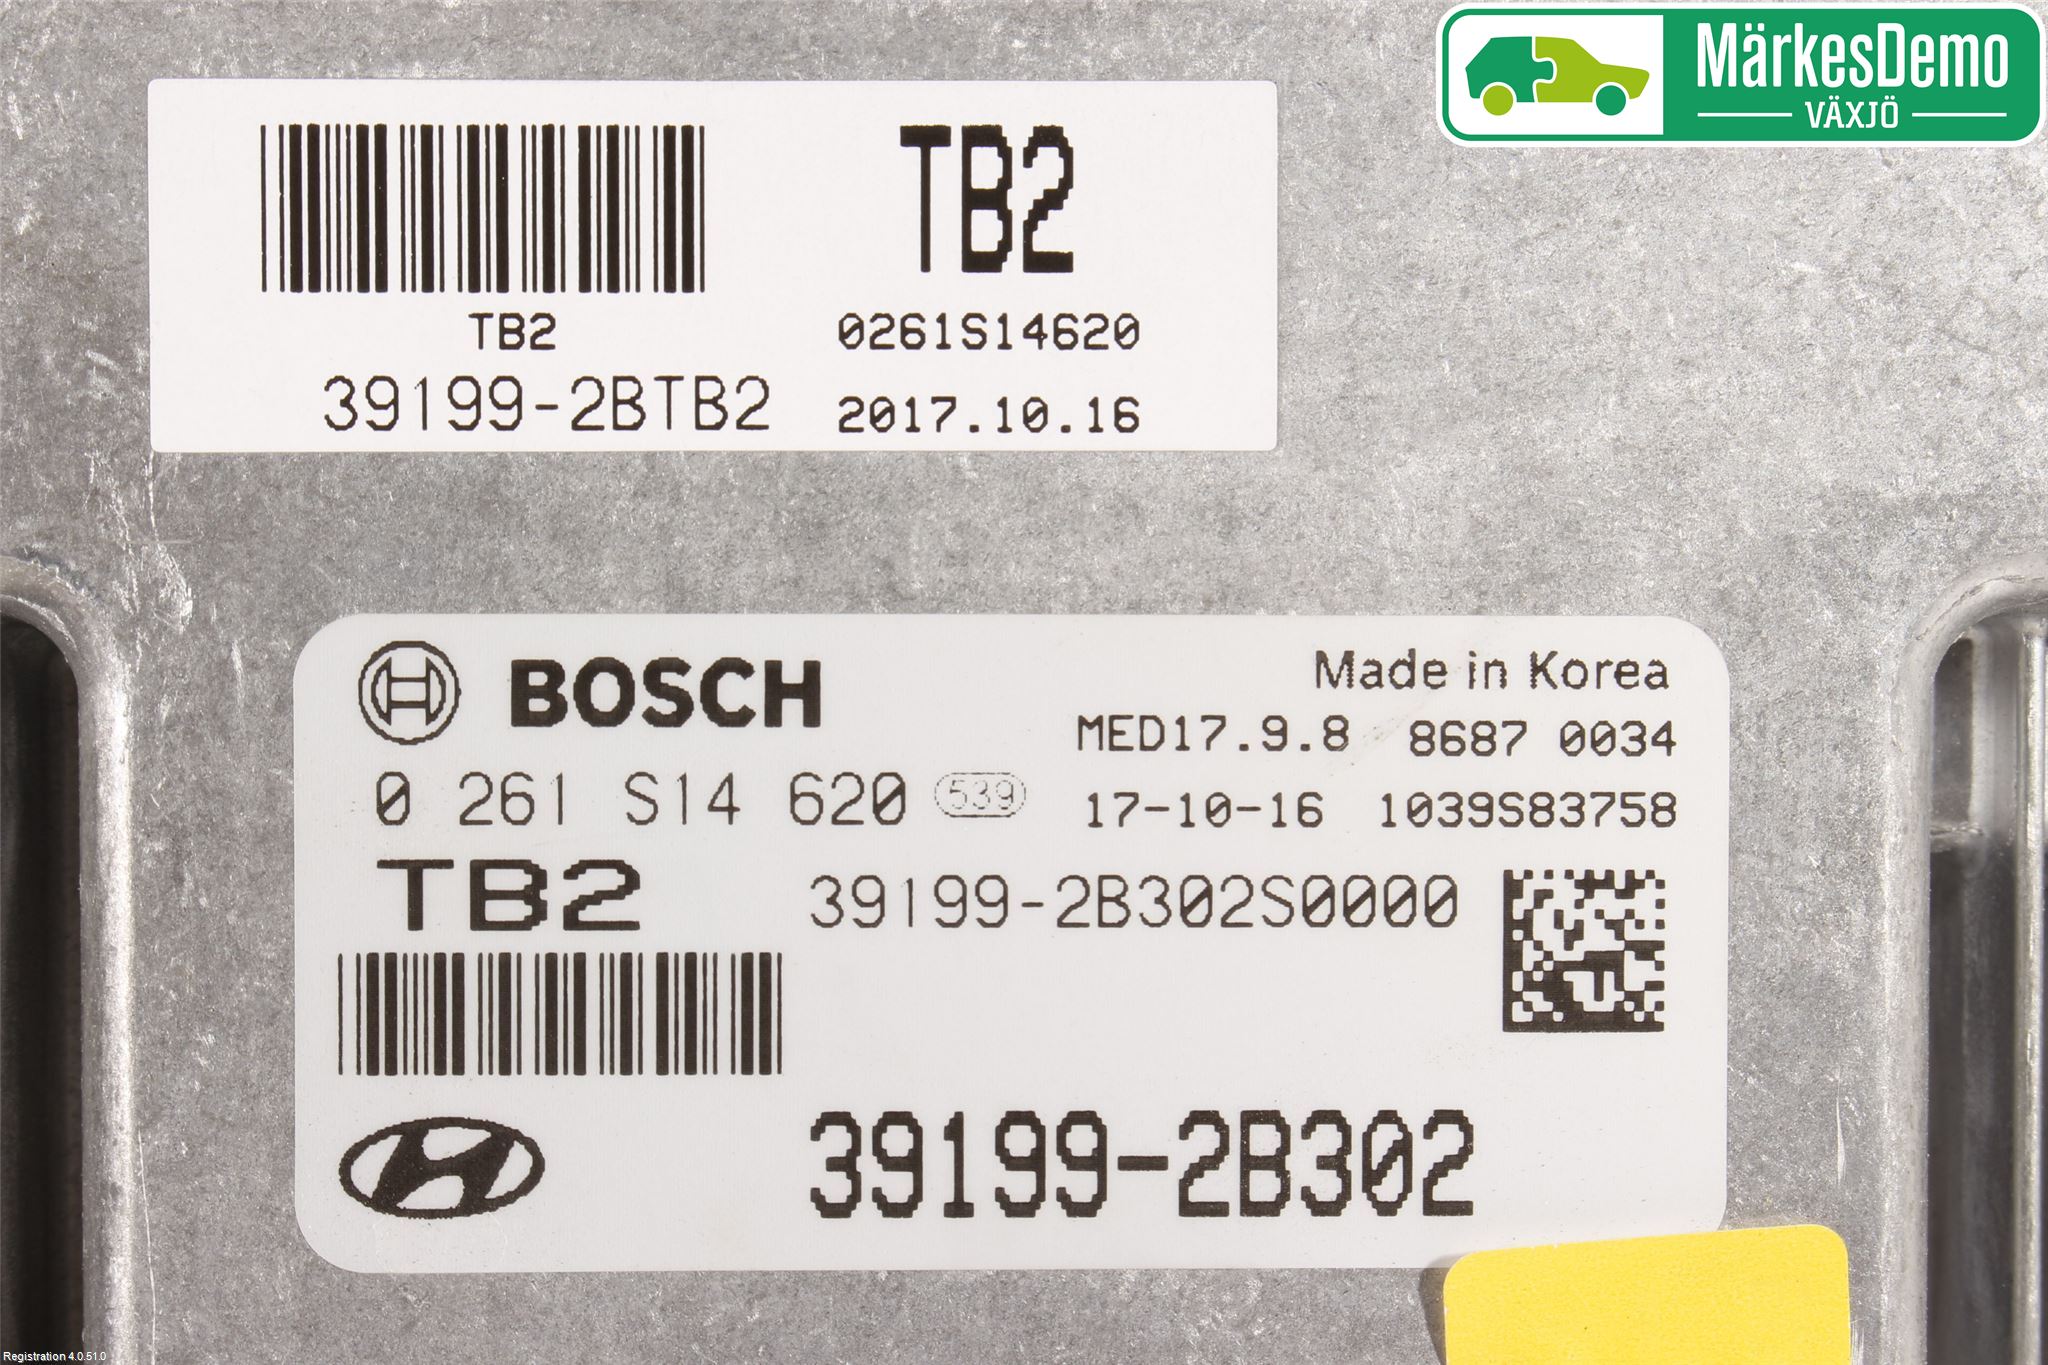 MärkesDemo
VÄXJÖ
TB2
TB2
0261S14620
39199-2BTB2
2017.10.16
BOSCH
Made in Korea
MED17.9.8 8687 0034
0 261 S14 620 539
17-10-16 1039S83758
TB2
39199-2B302S0000
39199-2B302
Registration 4.0.51.0